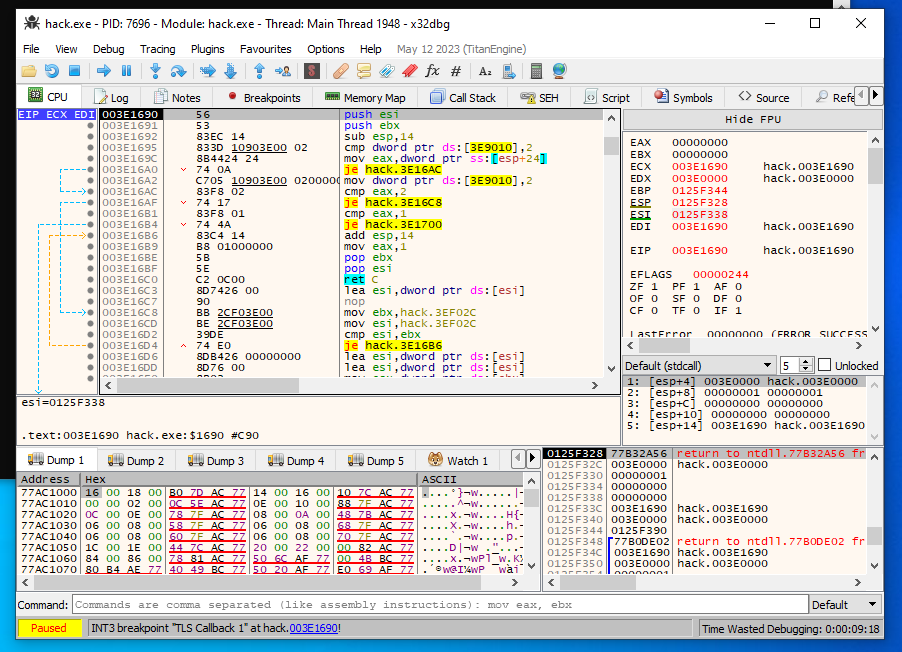 hack.exe - PID: 7696 - Module: hack.exe - Thread: Main Thread 1948 - x32dbg
File View Debug Tracing Plugins Favourites Options Help May 12 2023 (TitanEngine)
CPU Log Notes Breakpoints Memory Map Call Stack SEH Script Symbols Source Refe
EIP ECX EDI
003E1690 56 push esi
003E1691 53 push ebx
003E1692 83EC 14 sub esp,14
003E1695 833D 10903E00 02 cmp dword ptr ds:[3E9010],2
003E169C 8B4424 24 mov eax,dword ptr ss:[esp+24]
003E16A0 74 0A je hack.3E16AC
003E16A2 C705 10903E00 0200000 mov dword ptr ds:[3E9010],2
003E16AC 83F8 02 cmp eax,2
003E16AF 74 17 je hack.3E16C8
003E16B1 83F8 01 cmp eax,1
003E16B4 74 4A je hack.3E1700
003E16B6 83C4 14 add esp,14
003E16B9 B8 01000000 mov eax,1
003E16BE 5B pop ebx
003E16BF 5E pop esi
003E16C0 C2 0C00 ret C
003E16C3 8D7426 00 lea esi,dword ptr ds:[esi]
003E16C7 90 nop
003E16C8 BB 2CF03E00 mov ebx,hack.3EF02C
003E16CD BE 2CF03E00 mov esi,hack.3EF02C
003E16D2 39DE cmp esi,ebx
003E16D4 74 E0 je hack.3E16B6
003E16D6 8DB426 00000000 lea esi,dword ptr ds:[esi]
003E16DD 8D76 00 lea esi,dword ptr ds:[esi]
Hide FPU
EAX 00000000
EBX 00000000
ECX 003E1690 hack.003E1690
EDX 003E0000 hack.003E0000
EBP 0125F344
ESP 0125F328
ESI 0125F338
EDI 003E1690 hack.003E1690
EIP 003E1690 hack.003E1690
EFLAGS 00000244
ZF 1 PF 1 AF 0
OF 0 SF 0 DF 0
CF 0 TF 0 IF 1
LastError 00000000 (ERROR_SUCCESS
Default (stdcall) 5 Unlocked
1: [esp+4] 003E0000 hack.003E0000
2: [esp+8] 00000001 00000001
3: [esp+C] 00000000 00000000
4: [esp+10] 00000000 00000000
5: [esp+14] 003E1690 hack.003E1690
esi=0125F338
.text:003E1690 hack.exe:$1690 #C90
Dump 1 Dump 2 Dump 3 Dump 4 Dump 5 Watch 1
Address Hex ASCII
77AC1000 16 00 18 00 B0 7D AC 77 14 00 16 00 10 7C AC 77
77AC1010 00 00 02 00 0C 5E AC 77 0E 00 10 00 88 7F AC 77
77AC1020 0C 00 0E 00 78 7F AC 77 08 00 0A 00 48 7B AC 77
77AC1030 06 00 08 00 58 7F AC 77 06 00 08 00 68 7F AC 77
77AC1040 06 00 08 00 60 7F AC 77 06 00 08 00 70 7F AC 77
77AC1050 1C 00 1E 00 44 7C AC 77 20 00 22 00 00 82 AC 77
77AC1060 84 00 86 00 78 81 AC 77 50 6C AF 77 00 4B BC 77
77AC1070 80 B4 AE 77 40 49 BC 77 50 20 AF 77 E0 69 AF 77
0125F328 77B32A56 return to ntdll.77B32A56 fr
0125F32C 003E0000 hack.003E0000
0125F330 00000001
0125F334 00000000
0125F338 00000000
0125F33C 003E1690 hack.003E1690
0125F340 003E0000 hack.003E0000
0125F344 0125F390
0125F348 77B0DE02 return to ntdll.77B0DE02 fr
0125F34C 003E1690 hack.003E1690
0125F350 003E0000 hack.003E0000
Command: Commands are comma separated (like assembly instructions): mov eax, ebx Default
Paused INT3 breakpoint "TLS Callback 1" at hack.003E1690! Time Wasted Debugging: 0:00:09:18